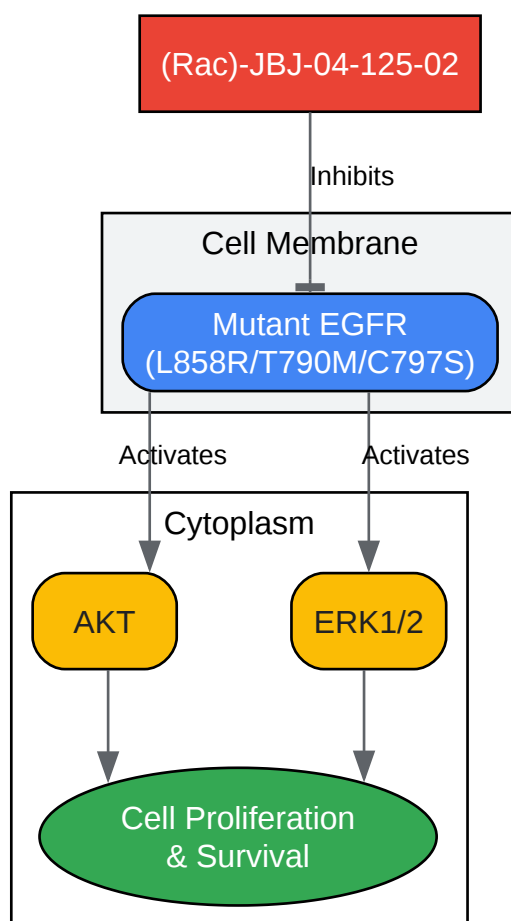 (Rac)-JBJ-04-125-02
Inhibits
Cell Membrane
Mutant EGFR
(L858R/T790M/C797S)
Activates
Activates
Cytoplasm
AKT
ERK1/2
Cell Proliferation
& Survival